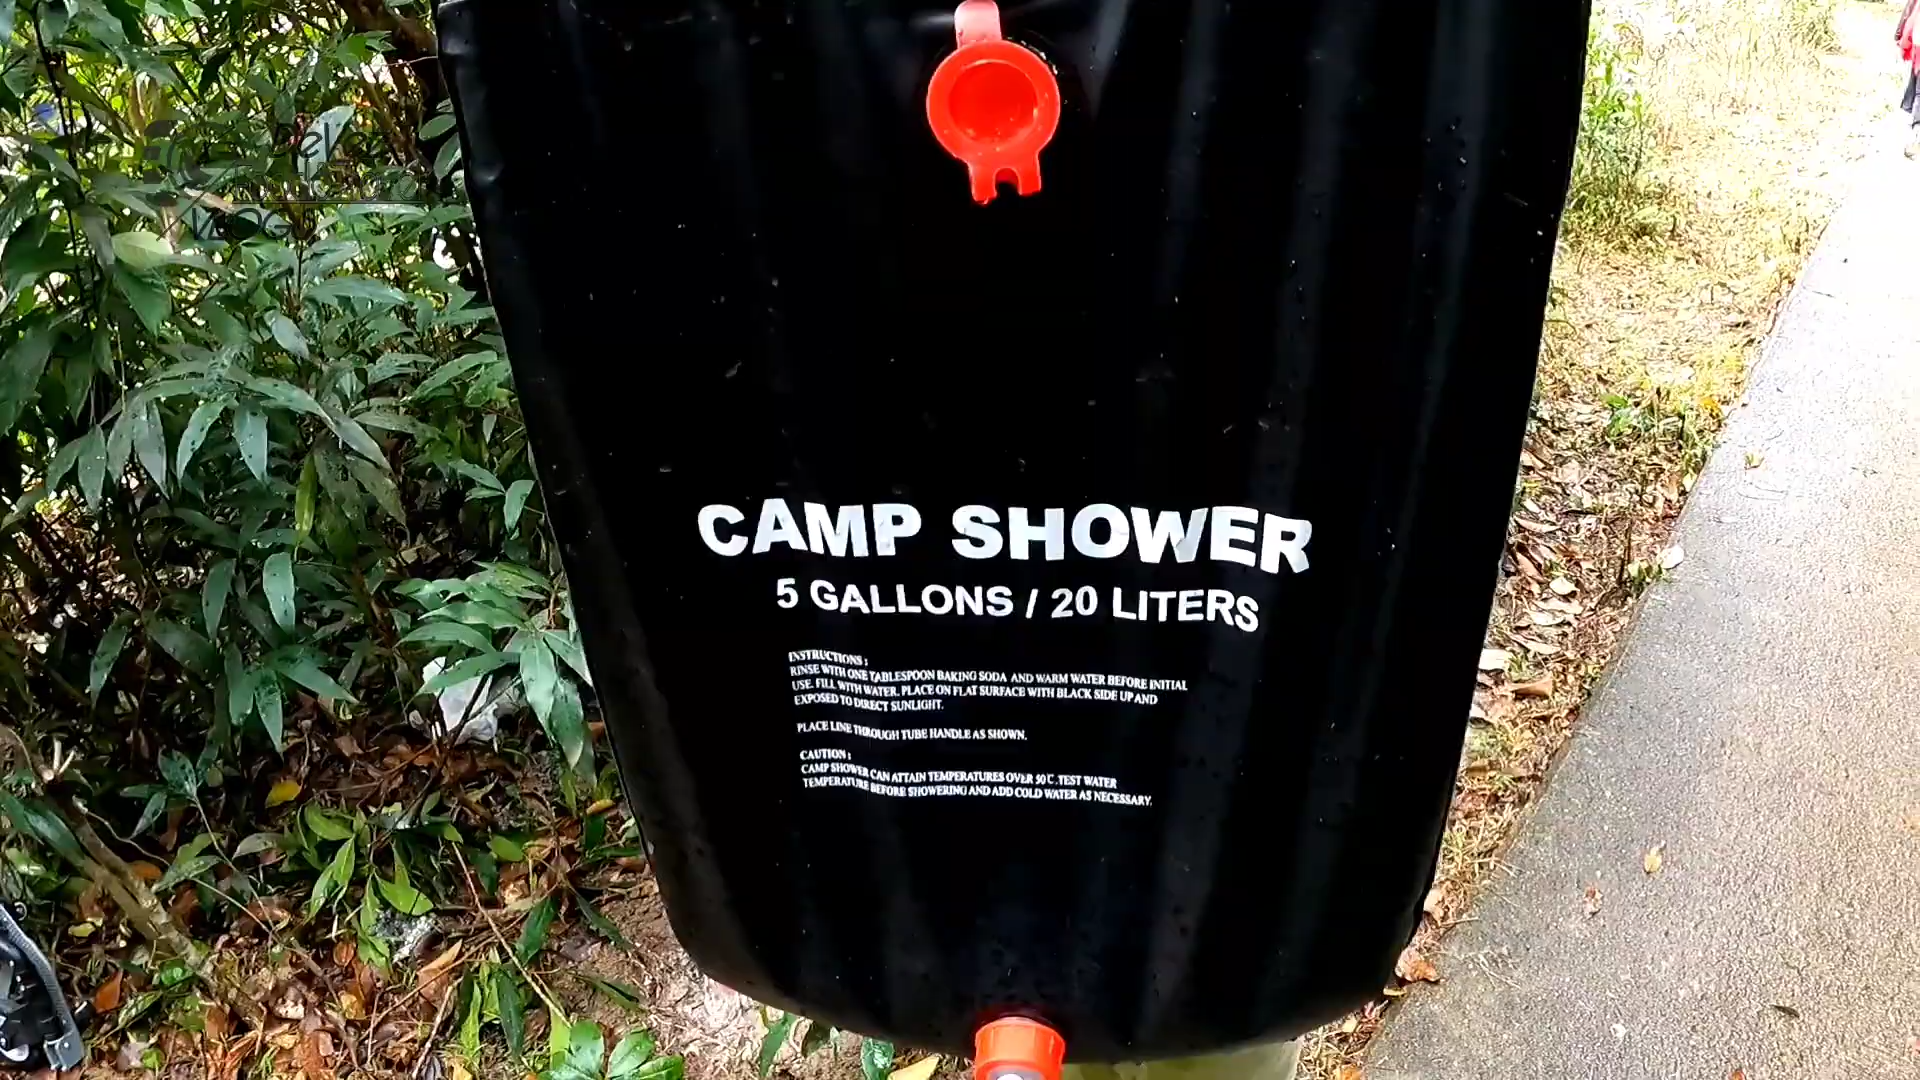 VLOG
CAMP SHOWER
5 GALLONS / 20 LITERS
INSTRUCTIONS :
RINSE WITH ONE TABLESPOON BAKING SODA AND WARM WATER BEFORE INITIAL
USE. FILL WITH WATER. PLACE ON FLAT SURFACE WITH BLACK SIDE UP AND
EXPOSED TO DIRECT SUNLIGHT.
PLACE LINE THROUGH TUBE HANDLE AS SHOWN.
CAUTION :
CAMP SHOWER CAN ATTAIN TEMPERATURES OVER 50℃ .TEST WATER
TEMPERATURE BEFORE SHOWERING AND ADD COLD WATER AS NECESSARY.